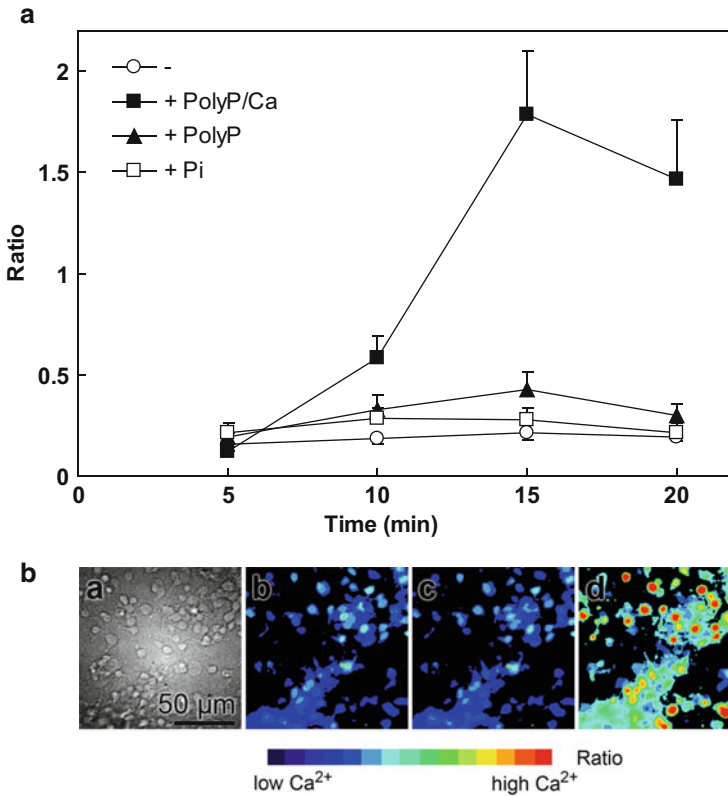 a
2
1.5
1
0.5
0
Ratio
-
+ PolyP/Ca
+ PolyP
+ Pi
0 5 10 15 20
Time (min)
b
a b c d
50 µm
Ratio
low Ca²⁺ high Ca²⁺